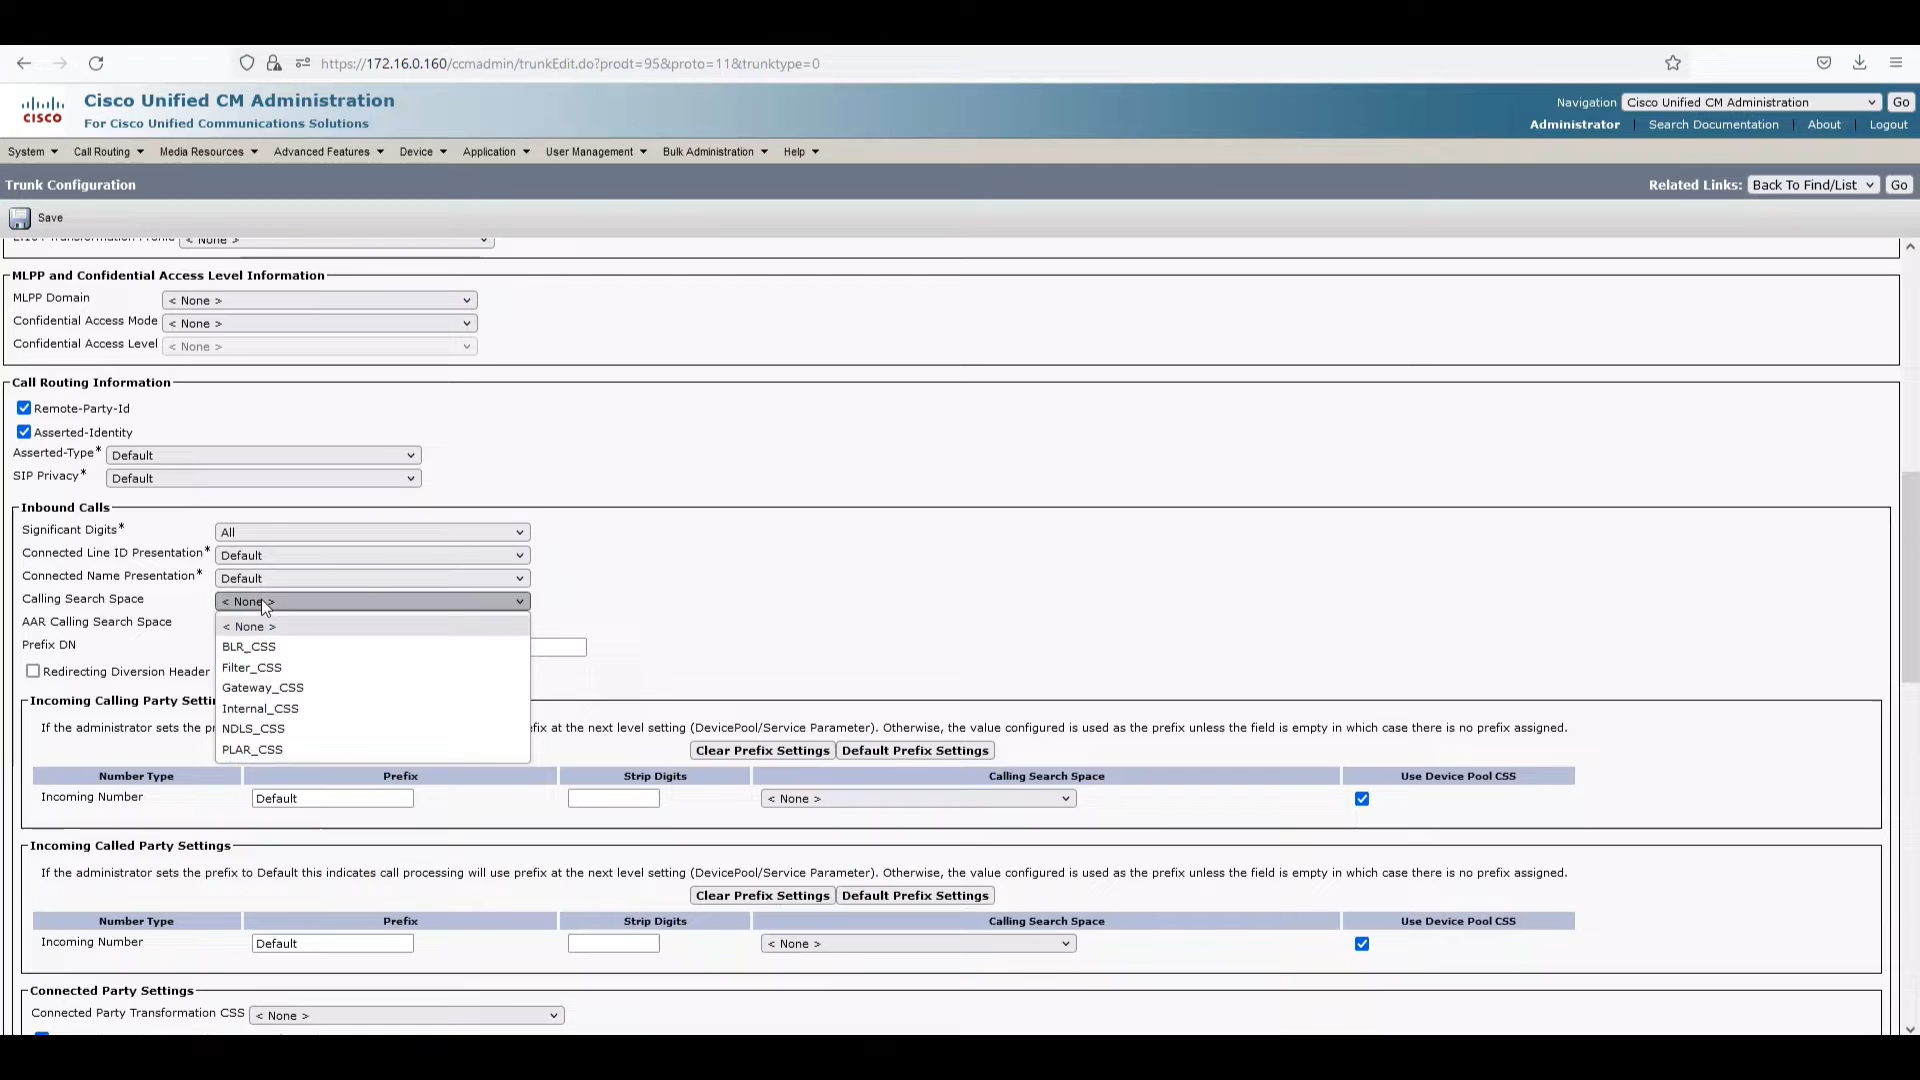 https://172.16.0.160/ccmadmin/trunkEdit.do?prodt=95&proto=11&trunktype=0
CISCO
Cisco Unified CM Administration
For Cisco Unified Communications Solutions
Navigation Cisco Unified CM Administration Go
Administrator Search Documentation About Logout
System Call Routing Media Resources Advanced Features Device Application User Management Bulk Administration Help
Trunk Configuration
Related Links: Back To Find/List Go
Save
< None >
MLPP and Confidential Access Level Information
MLPP Domain < None >
Confidential Access Mode < None >
Confidential Access Level < None >
Call Routing Information
Remote-Party-Id
Asserted-Identity
Asserted-Type* Default
SIP Privacy* Default
Inbound Calls
Significant Digits* All
Connected Line ID Presentation* Default
Connected Name Presentation* Default
Calling Search Space < None >
AAR Calling Search Space < None >
Prefix DN BLR_CSS
Filter_CSS
Redirecting Diversion Header
Gateway_CSS
Incoming Calling Party Setti
Internal_CSS
If the administrator sets the pr NDLS_CSS efix at the next level setting (DevicePool/Service Parameter). Otherwise, the value configured is used as the prefix unless the field is empty in which case there is no prefix assigned.
PLAR_CSS Clear Prefix Settings Default Prefix Settings
Number Type Prefix Strip Digits Calling Search Space Use Device Pool CSS
Incoming Number Default < None >
Incoming Called Party Settings
If the administrator sets the prefix to Default this indicates call processing will use prefix at the next level setting (DevicePool/Service Parameter). Otherwise, the value configured is used as the prefix unless the field is empty in which case there is no prefix assigned.
Clear Prefix Settings Default Prefix Settings
Number Type Prefix Strip Digits Calling Search Space Use Device Pool CSS
Incoming Number Default < None >
Connected Party Settings
Connected Party Transformation CSS < None >